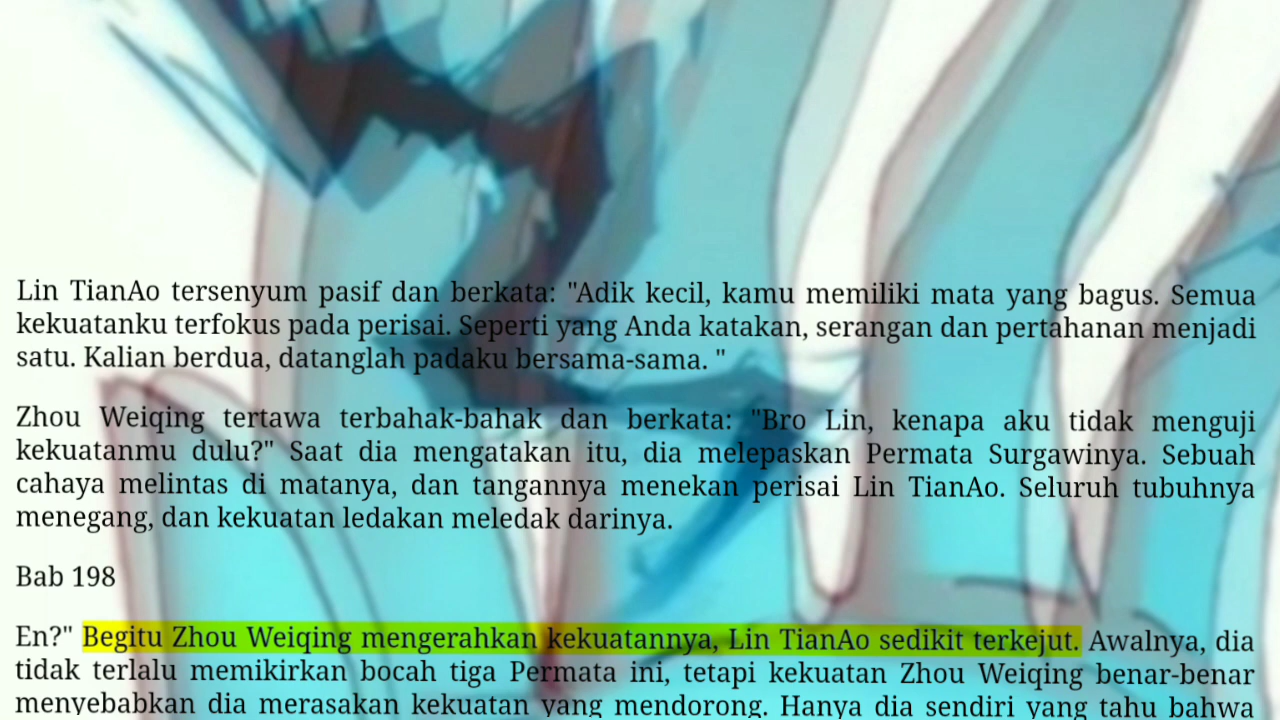 Lin TianAo tersenyum pasif dan berkata: "Adik kecil, kamu memiliki mata yang bagus. Semua
kekuatanku terfokus pada perisai. Seperti yang Anda katakan, serangan dan pertahanan menjadi
satu. Kalian berdua, datanglah padaku bersama-sama. "
Zhou Weiqing tertawa terbahak-bahak dan berkata: "Bro Lin, kenapa aku tidak menguji
kekuatanmu dulu?" Saat dia mengatakan itu, dia melepaskan Permata Surgawinya. Sebuah
cahaya melintas di matanya, dan tangannya menekan perisai Lin TianAo. Seluruh tubuhnya
menegang, dan kekuatan ledakan meledak darinya.
Bab 198
En?" Begitu Zhou Weiqing mengerahkan kekuatannya, Lin TianAo sedikit terkejut. Awalnya, dia
tidak terlalu memikirkan bocah tiga Permata ini, tetapi kekuatan Zhou Weiqing benar-benar
menyebabkan dia merasakan kekuatan yang mendorong. Hanya dia sendiri yang tahu bahwa